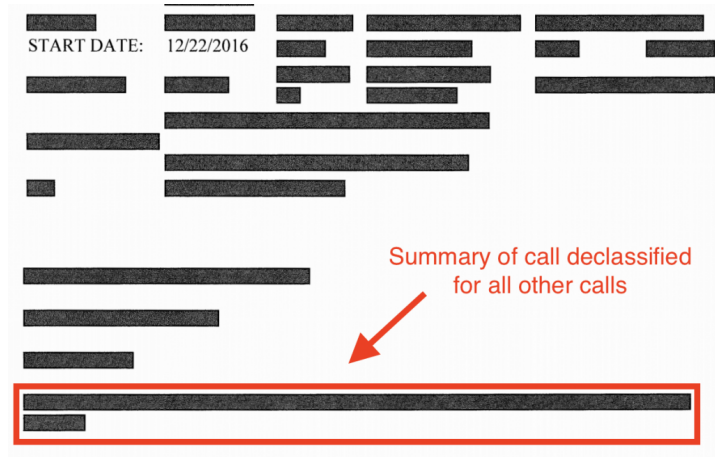 START DATE: 12/22/2016
Summary of call declassified
for all other calls